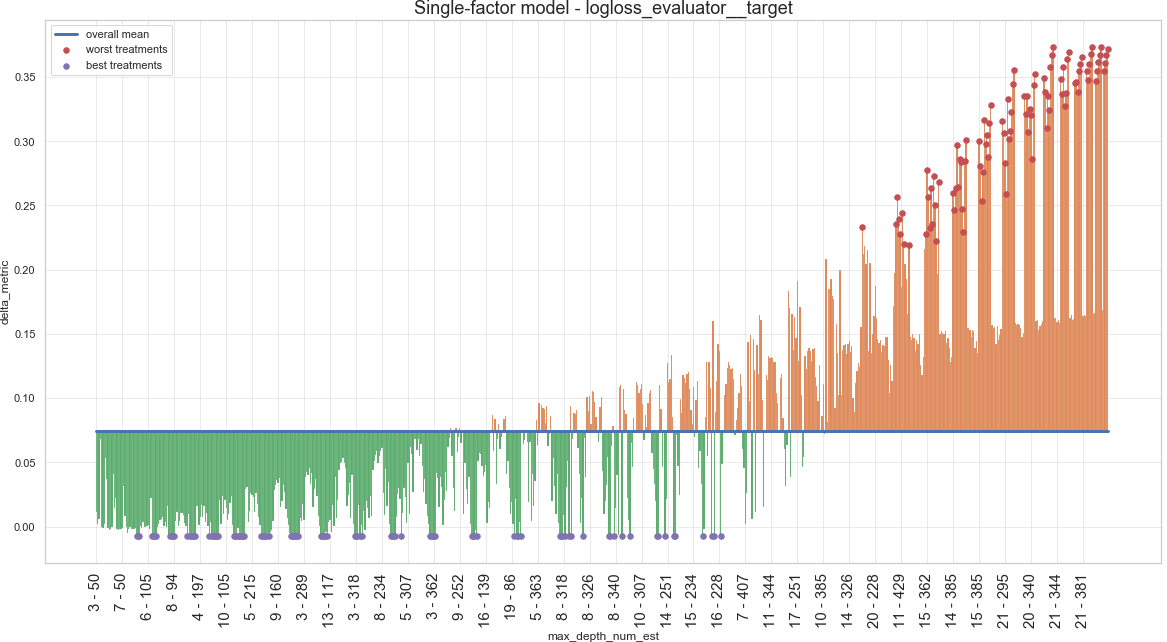 Single-factor model - logloss_evaluator__target
overall mean
worst treatments
best treatments
delta_metric
0.35
0.30
0.25
0.20
0.15
0.10
0.05
0.00
3 - 50
7 - 50
6 - 105
8 - 94
4 - 197
10 - 105
5 - 215
9 - 160
3 - 289
13 - 117
3 - 318
8 - 234
5 - 307
3 - 362
9 - 252
16 - 139
19 - 86
5 - 363
8 - 318
8 - 326
8 - 340
10 - 307
14 - 251
15 - 234
16 - 228
7 - 407
11 - 344
17 - 251
10 - 385
14 - 326
20 - 228
11 - 429
15 - 362
14 - 385
15 - 385
21 - 295
20 - 340
21 - 344
21 - 381
max_depth_num_est